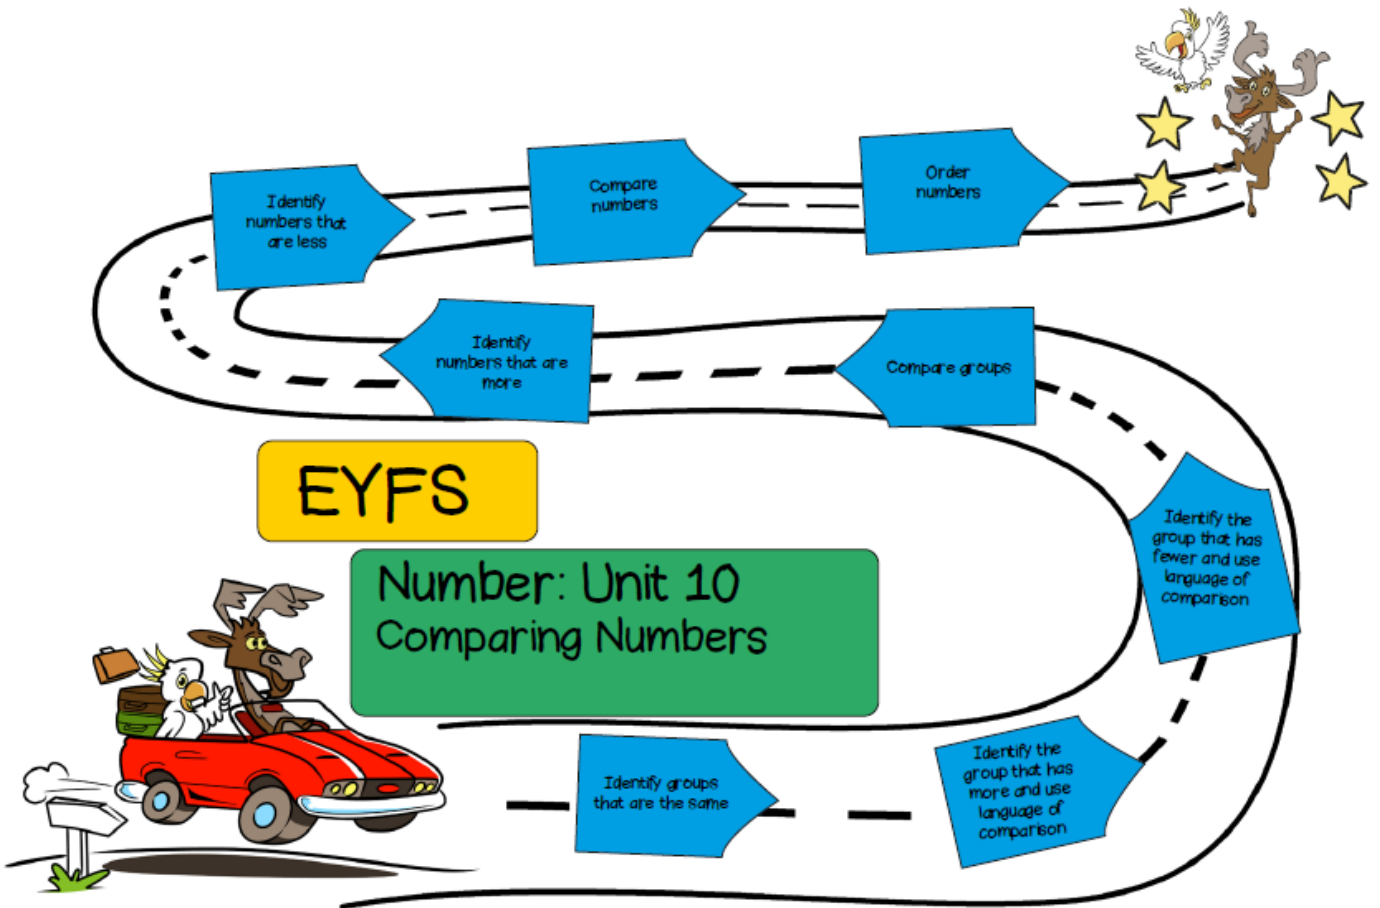 Identify
numbers that
are less
Compare
numbers
Order
numbers
Identify
numbers that are
more
Compare groups
EYFS
Number: Unit 10
Comparing Numbers
Identify the
group that has
fewer and use
language of
comparison
Identify groups
that are the same
Identify the
group that has
more and use
language of
comparison